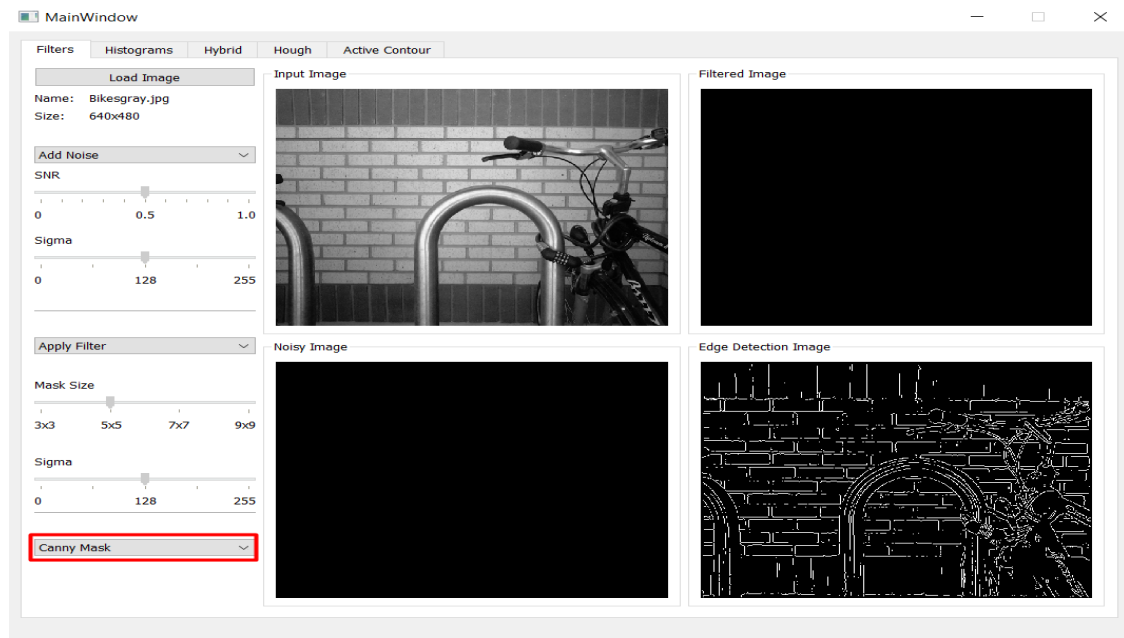 MainWindow
Filters Histograms Hybrid Hough Active Contour
Load Image
Name: Bikesgray.jpg
Size: 640x480
Add Noise
SNR
0 0.5 1.0
Sigma
0 128 255
Apply Filter
Mask Size
3x3 5x5 7x7 9x9
Sigma
0 128 255
Canny Mask
Input Image
Filtered Image
Noisy Image
Edge Detection Image